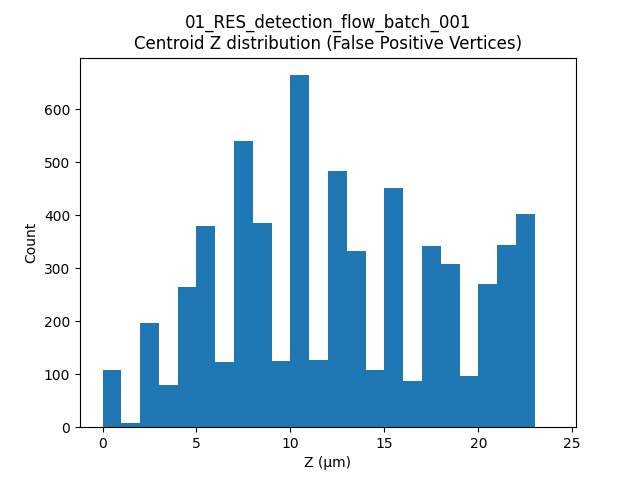 01_RES_detection_flow_batch_001
Centroid Z distribution (False Positive Vertices)
600
500
400
300
200
100
0
Count
0 5 10 15 20 25
Z (µm)